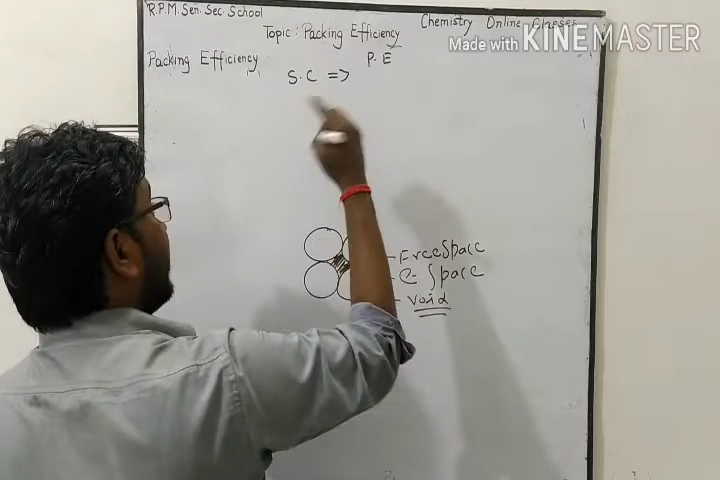 R.P.M. Sen. Sec. School
Chemistry Online Classes
Topic : Packing Efficiency
Made with KINEMASTER
Packing Efficiency
P. E
S. C =>
Free Space
e- Space
Void